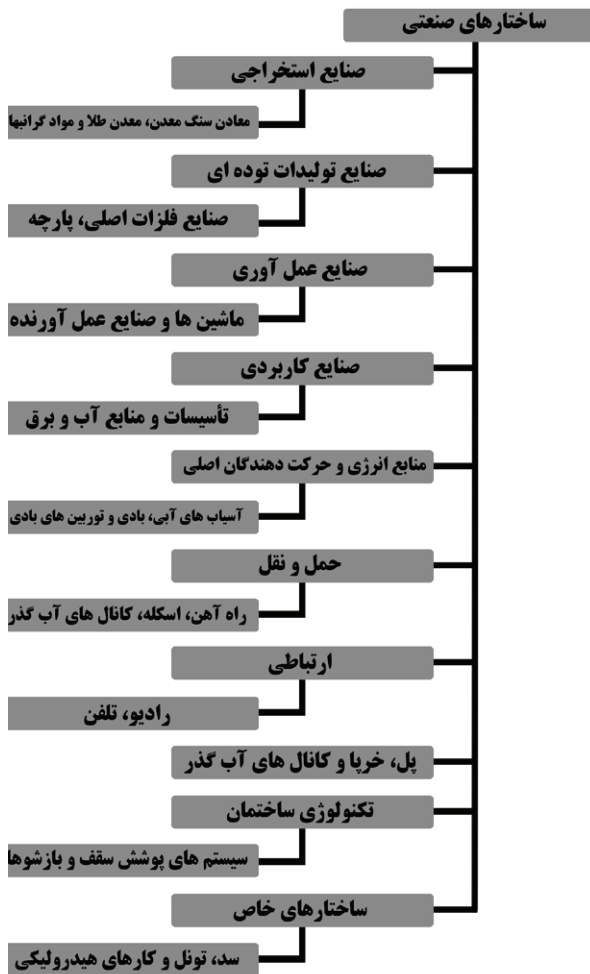 ساختارهای صنعتی
صنایع استخراجی
معادن سنگ معدن، معدن طلا و مواد گرانبها
صنایع تولیدات توده ای
صنایع فلزات اصلی، پارچه
صنایع عمل آوری
ماشین ها و صنایع عمل آورنده
صنایع کاربردی
تأسیسات و منابع آب و برق
منابع انرژی و حرکت دهندگان اصلی
آسیاب های آبی، بادی و توربین های بادی
حمل و نقل
راه آهن، اسکله، کانال های آب گذر
ارتباطی
رادیو، تلفن
پل، خرپا و کانال های آب گذر
تکنولوژی ساختمان
سیستم های پوشش سقف و بازشوها
ساختارهای خاص
سد، تونل و کارهای هیدرولیکی